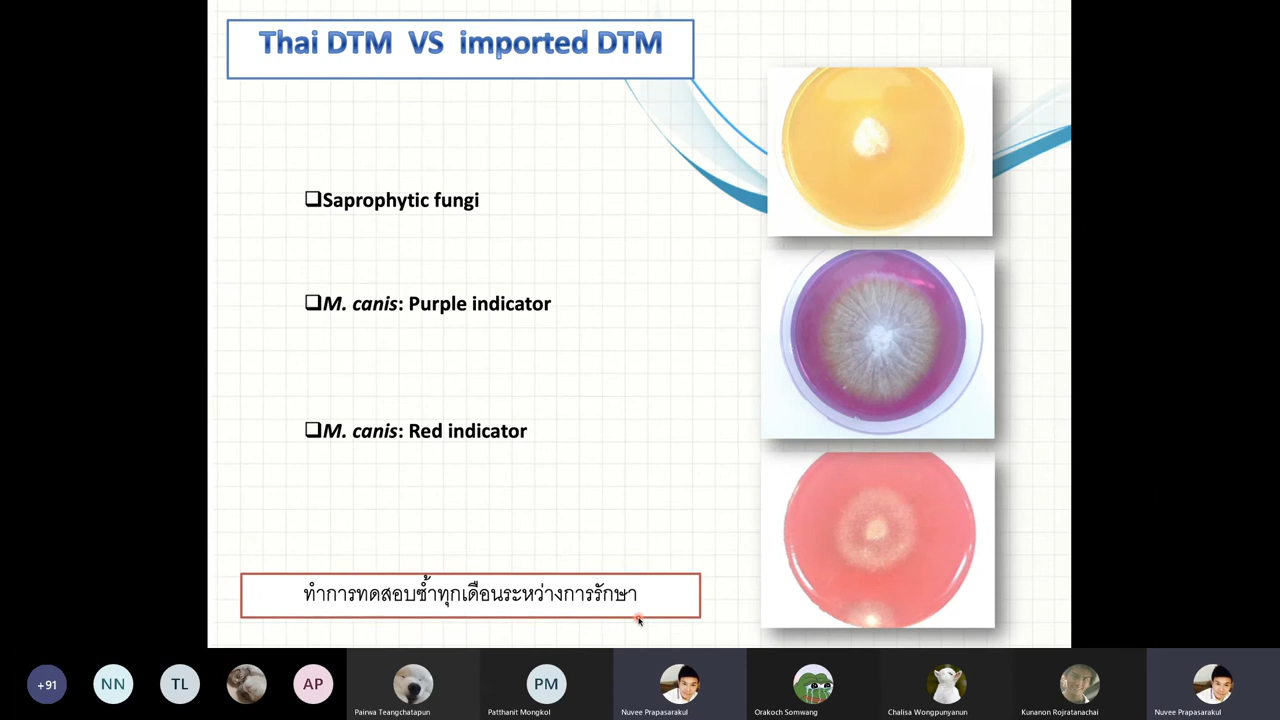 Thai DTM VS imported DTM
Saprophytic fungi
M. canis: Purple indicator
M. canis: Red indicator
ทำการทดสอบซ้ำทุกเดือนระหว่างการรักษา
+91
NN
TL
AP
PM
Pairwa Teangchatapun
Patthanit Mongkol
Nuvee Prapasarakul
Orakoch Somwang
Chalisa Wongpunyanun
Kunanon Rojratanachai
Nuvee Prapasarakul